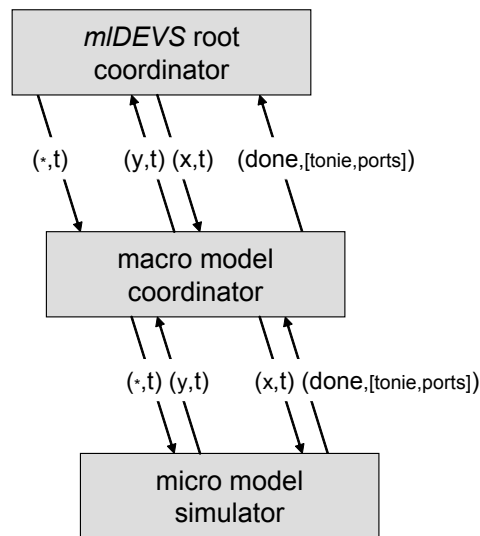 mlDEVS root
coordinator
(*,t) (y,t) (x,t) (done,[tonie,ports])
macro model
coordinator
(*,t) (y,t) (x,t) (done,[tonie,ports])
micro model
simulator